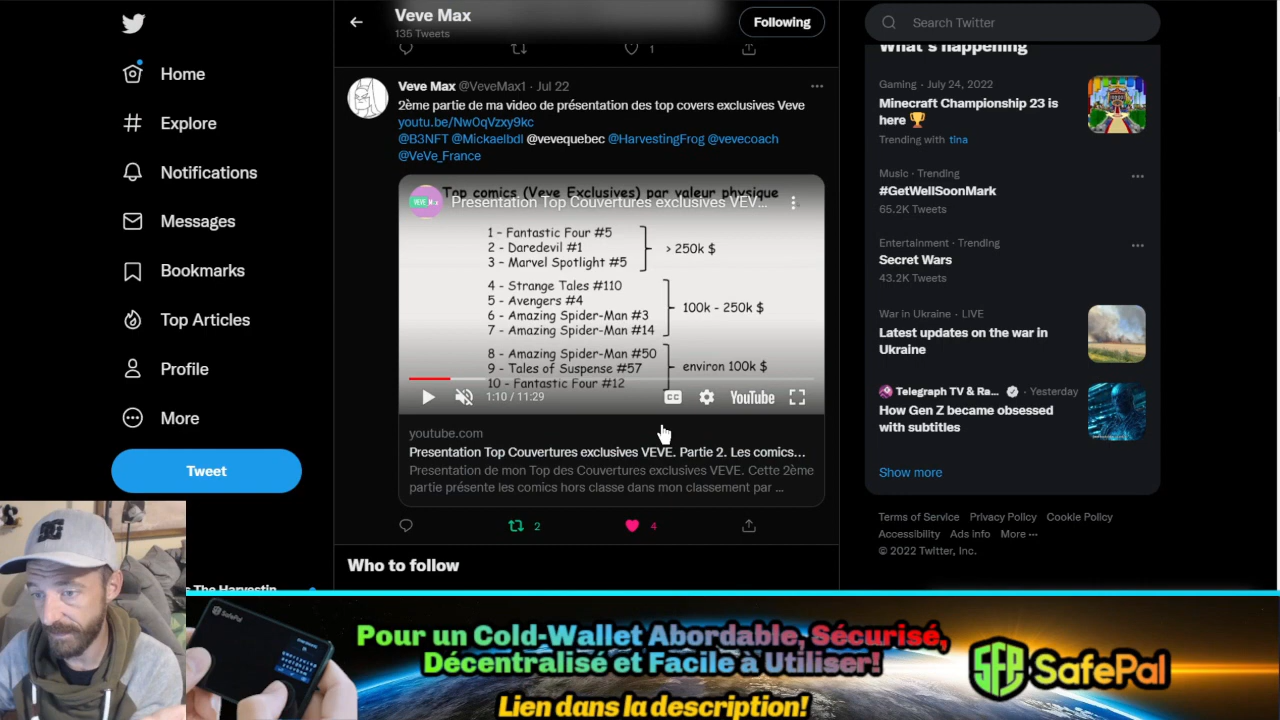 Home
Explore
Notifications
Messages
Bookmarks
Top Articles
Profile
More
Tweet
Veve Max
135 Tweets
Following
1
Veve Max @VeveMax1 · Jul 22
2ème partie de ma video de présentation des top covers exclusives Veve
youtu.be/Nw0qVzxy9kc
@B3NFT @Mickaelbdl @vevequebec @HarvestingFrog @vevecoach
@VeVe_France
Top comics (Veve Exclusives) par valeur physique
VEVE_Max
Presentation Top Couvertures exclusives VEV...
1 - Fantastic Four #5
2 - Daredevil #1
3 - Marvel Spotlight #5
> 250k $
4 - Strange Tales #110
5 - Avengers #4
6 - Amazing Spider-Man #3
7 - Amazing Spider-Man #14
100k - 250k $
8 - Amazing Spider-Man #50
9 - Tales of Suspense #57
10 - Fantastic Four #12
environ 100k $
1:10 / 11:29
CC
YouTube
youtube.com
Presentation Top Couvertures exclusives VEVE. Partie 2. Les comics...
Presentation de mon Top des Couvertures exclusives VEVE. Cette 2ème
partie présente les comics hors classe dans mon classement par ...
2
4
Who to follow
Search Twitter
What's happening
Gaming · July 24, 2022
Minecraft Championship 23 is
here 🏆
Trending with tina
Music · Trending
#GetWellSoonMark
65.2K Tweets
Entertainment · Trending
Secret Wars
43.2K Tweets
War in Ukraine · LIVE
Latest updates on the war in
Ukraine
Telegraph TV & Ra... · Yesterday
How Gen Z became obsessed
with subtitles
Show more
Terms of Service Privacy Policy Cookie Policy
Accessibility Ads info More ···
© 2022 Twitter, Inc.
s The Harvestin
DC
SafePal
Pour un Cold-Wallet Abordable, Sécurisé,
Décentralisé et Facile à Utiliser!
Lien dans la description!
SFP SafePal